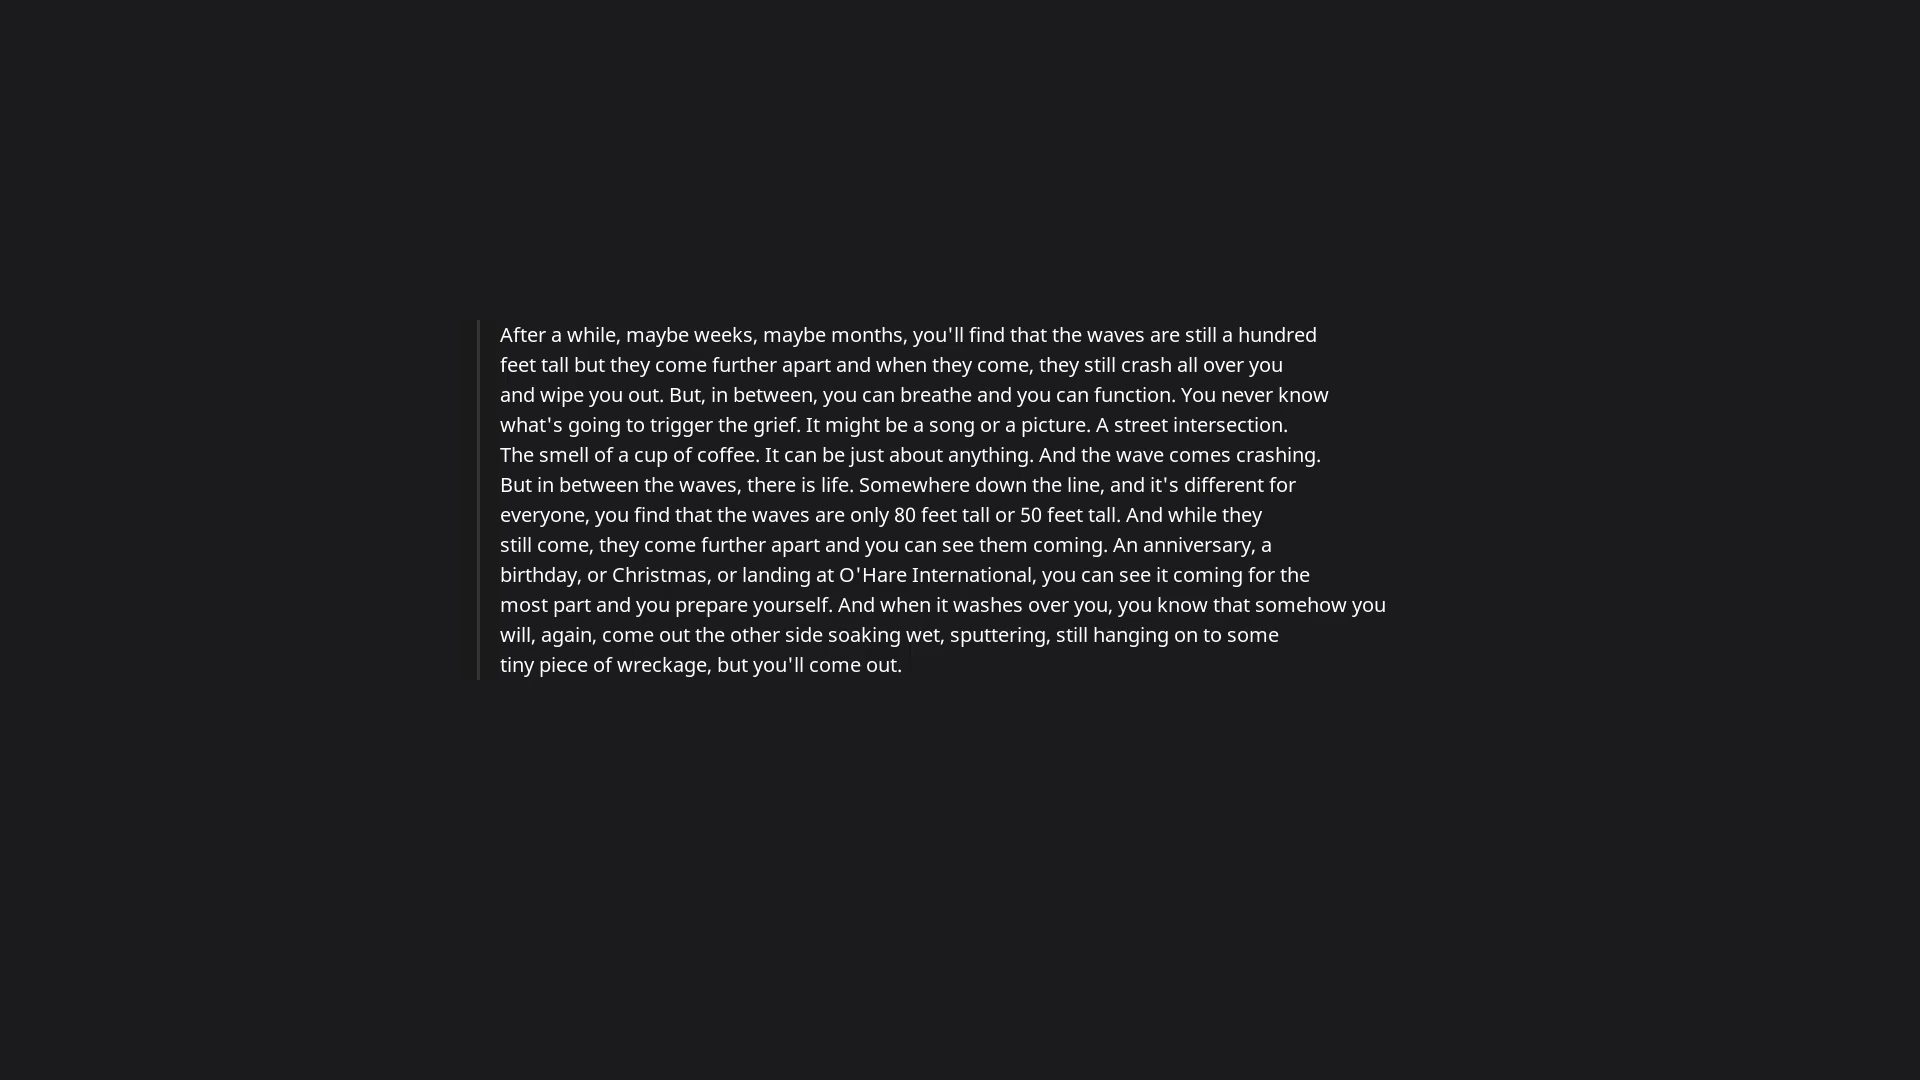 After a while, maybe weeks, maybe months, you'll find that the waves are still a hundred
feet tall but they come further apart and when they come, they still crash all over you
and wipe you out. But, in between, you can breathe and you can function. You never know
what's going to trigger the grief. It might be a song or a picture. A street intersection.
The smell of a cup of coffee. It can be just about anything. And the wave comes crashing.
But in between the waves, there is life. Somewhere down the line, and it's different for
everyone, you find that the waves are only 80 feet tall or 50 feet tall. And while they
still come, they come further apart and you can see them coming. An anniversary, a
birthday, or Christmas, or landing at O'Hare International, you can see it coming for the
most part and you prepare yourself. And when it washes over you, you know that somehow you
will, again, come out the other side soaking wet, sputtering, still hanging on to some
tiny piece of wreckage, but you'll come out.